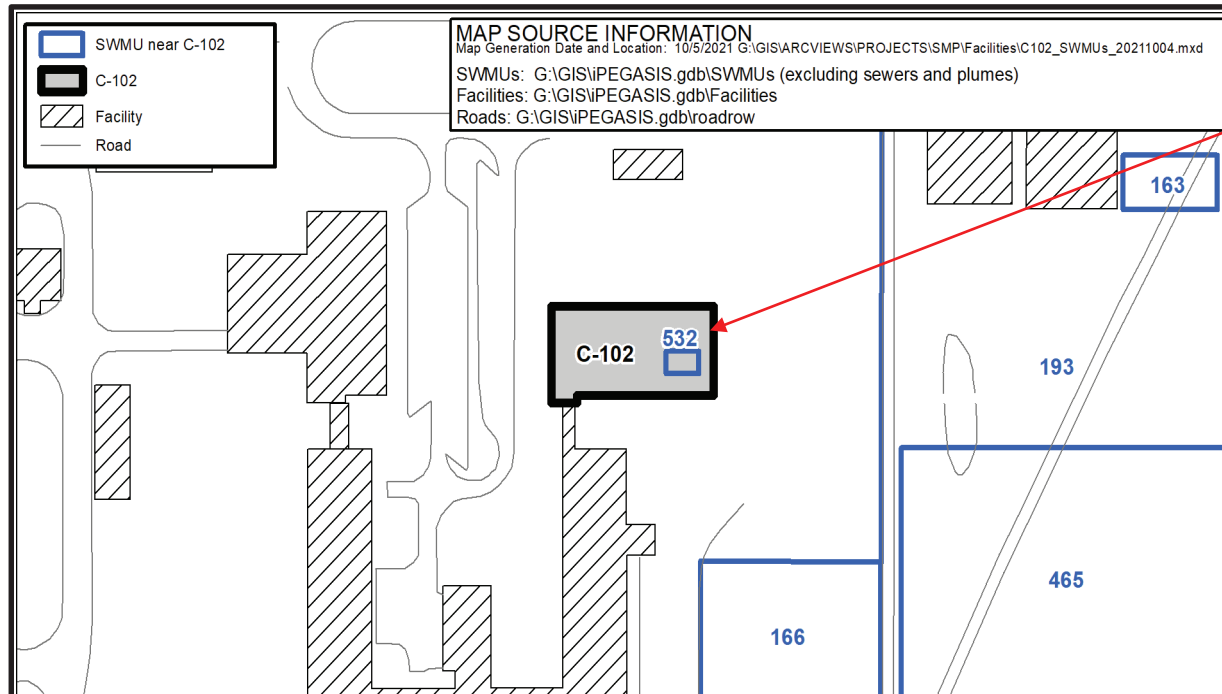 SWMU near C-102
C-102
Facility
Road
MAP SOURCE INFORMATION
Map Generation Date and Location: 10/5/2021 G:\GIS\ARCVIEWS\PROJECTS\SMP\Facilities\C102_SWMUs_20211004.mxd
SWMUs: G:\GIS\iPEGASIS.gdb\SWMUs (excluding sewers and plumes)
Facilities: G:\GIS\iPEGASIS.gdb\Facilities
Roads: G:\GIS\iPEGASIS.gdb\roadrow
163
532
C-102
193
465
166